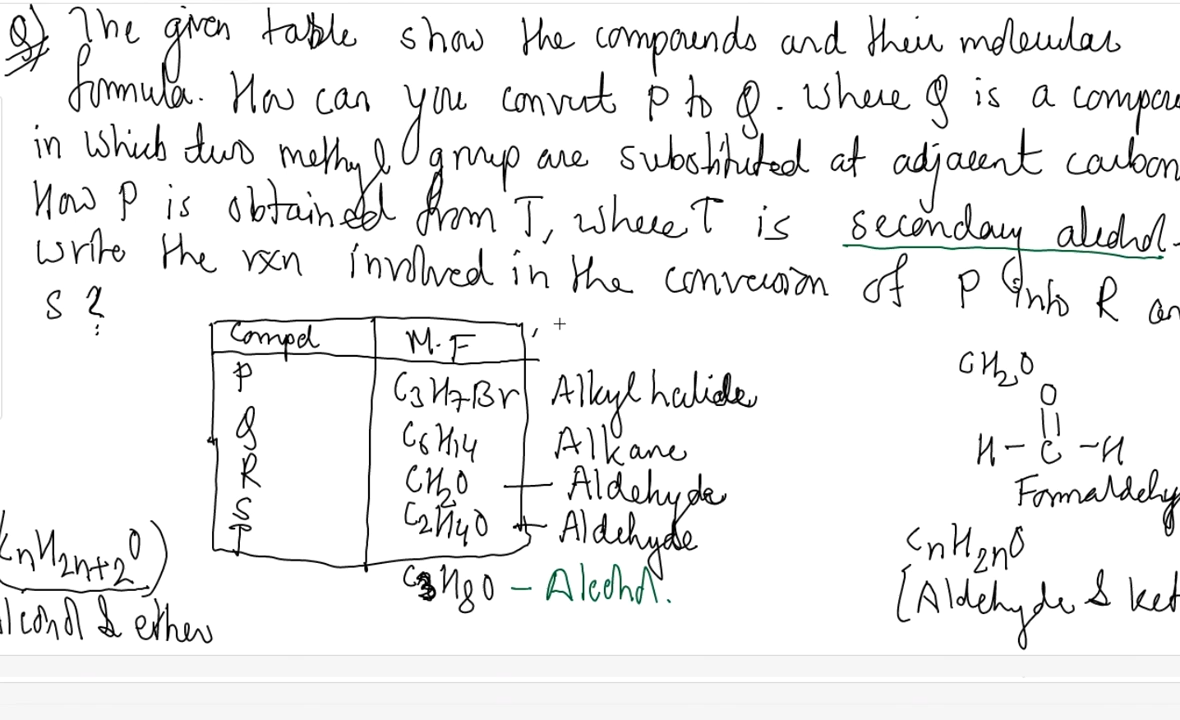 Q) The given table show the compounds and their molecular
formula. How can you convert P to Q. Where Q is a compou
in which two methyl group are substituted at adjacent carbon
How P is obtained from T, where T is secondary alcohol.
write the rxn involved in the conversion of P into R an
S ?
Compd M.F
P C3H7Br Alkyl halide
Q C6H14 Alkane
R CH2O — Aldehyde
S C2H4O — Aldehyde
T C3H8O — Alcohol.
CH2O
O
||
H - C - H
Formaldehy
CnH2nO
[Aldehyde & ket
CnH2n+2O)
lcohol & ether